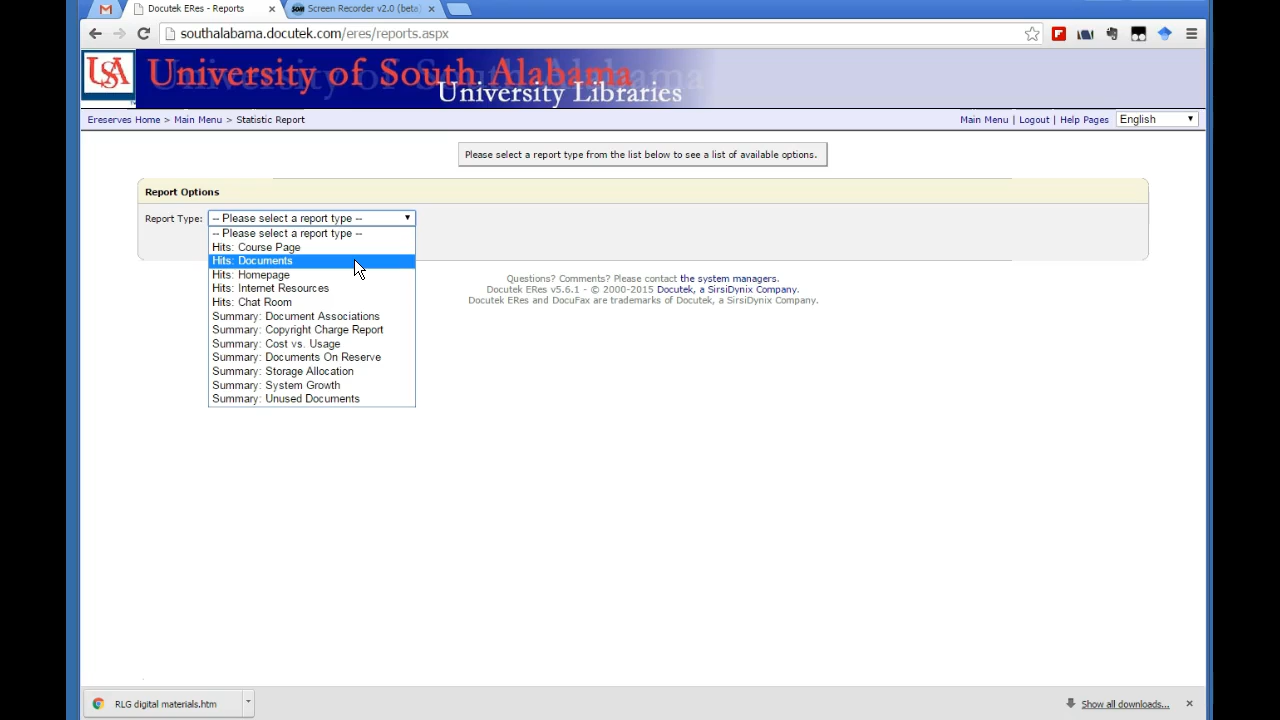 Docutek ERes - Reports
Screen Recorder v2.0 (beta)
southalabama.docutek.com/eres/reports.aspx
USA
University of South Alabama
University Libraries
Ereserves Home > Main Menu > Statistic Report
Main Menu | Logout | Help Pages
English
Please select a report type from the list below to see a list of available options.
Report Options
Report Type:
-- Please select a report type --
-- Please select a report type --
Hits: Course Page
Hits: Documents
Hits: Homepage
Hits: Internet Resources
Hits: Chat Room
Summary: Document Associations
Summary: Copyright Charge Report
Summary: Cost vs. Usage
Summary: Documents On Reserve
Summary: Storage Allocation
Summary: System Growth
Summary: Unused Documents
Questions? Comments? Please contact the system managers.
Docutek ERes v5.6.1 - © 2000-2015 Docutek, a SirsiDynix Company.
Docutek ERes and DocuFax are trademarks of Docutek, a SirsiDynix Company.
RLG digital materials.htm
Show all downloads...